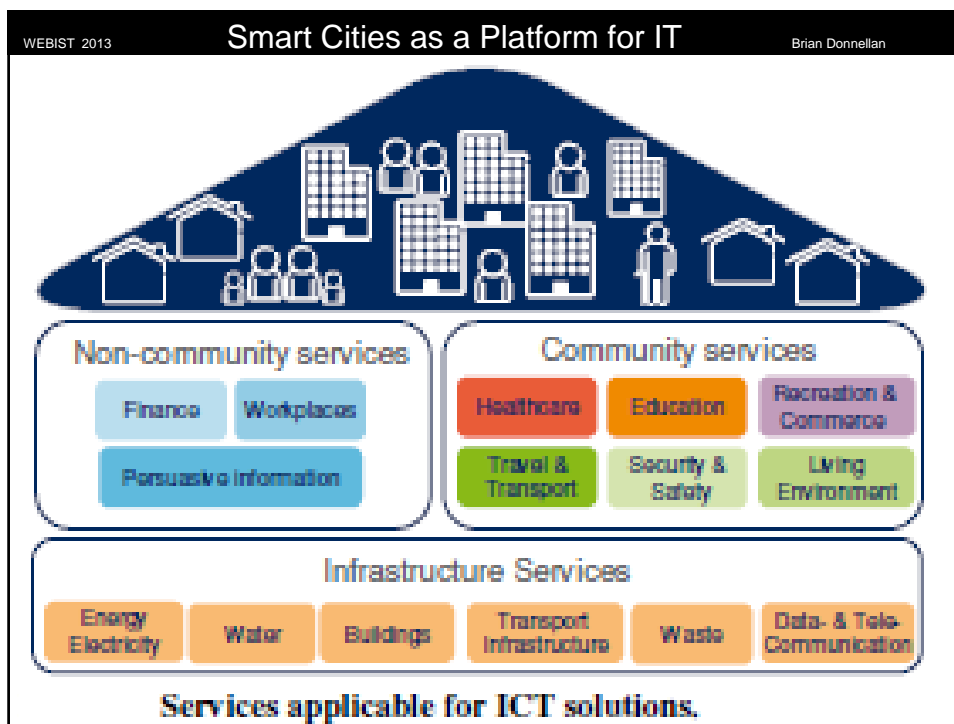 WEBIST 2013 Smart Cities as a Platform for IT Brian Donnellan
Non-community services
Finance
Workplaces
Persuasive Information
Community services
Healthcare
Education
Recreation &
Commerce
Travel &
Transport
Security &
Safety
Living
Environment
Infrastructure Services
Energy
Electricity
Water
Buildings
Transport
Infrastructure
Waste
Data- & Tele-
Communication
Services applicable for ICT solutions.